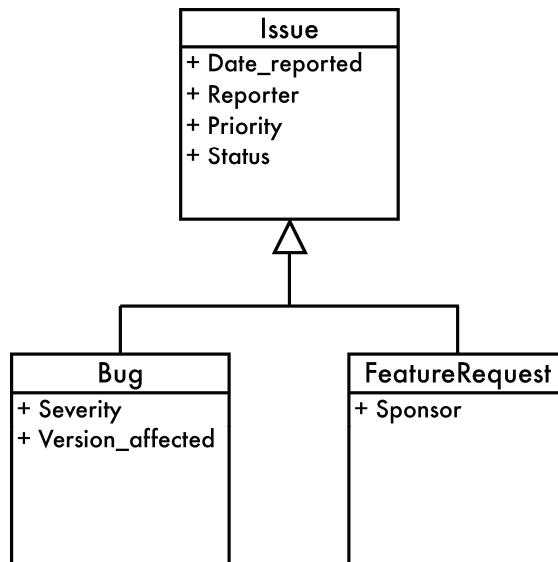 Issue
+ Date_reported
+ Reporter
+ Priority
+ Status
Bug
+ Severity
+ Version_affected
FeatureRequest
+ Sponsor